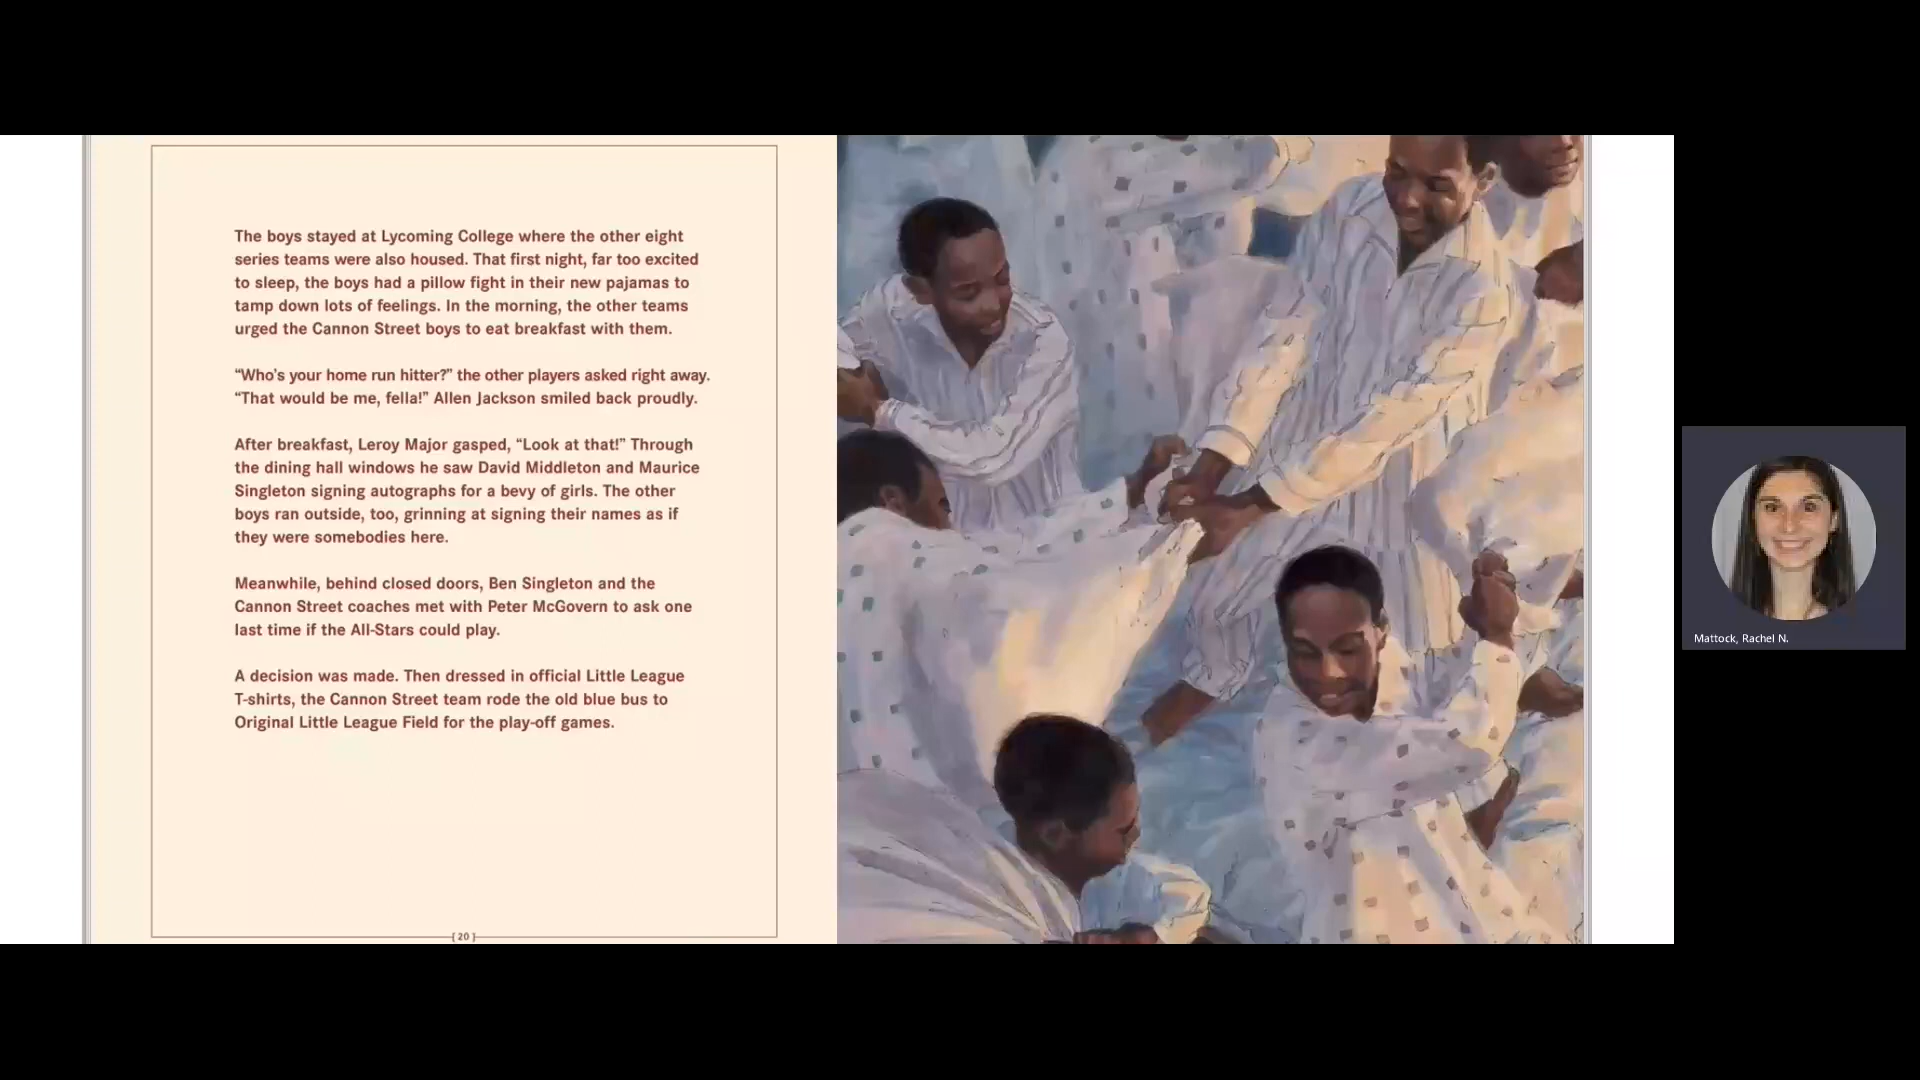 The boys stayed at Lycoming College where the other eight
series teams were also housed. That first night, far too excited
to sleep, the boys had a pillow fight in their new pajamas to
tamp down lots of feelings. In the morning, the other teams
urged the Cannon Street boys to eat breakfast with them.
“Who’s your home run hitter?” the other players asked right away.
“That would be me, fella!” Allen Jackson smiled back proudly.
After breakfast, Leroy Major gasped, “Look at that!” Through
the dining hall windows he saw David Middleton and Maurice
Singleton signing autographs for a bevy of girls. The other
boys ran outside, too, grinning at signing their names as if
they were somebodies here.
Meanwhile, behind closed doors, Ben Singleton and the
Cannon Street coaches met with Peter McGovern to ask one
last time if the All-Stars could play.
A decision was made. Then dressed in official Little League
T-shirts, the Cannon Street team rode the old blue bus to
Original Little League Field for the play-off games.
{ 20 }
Mattock, Rachel N.